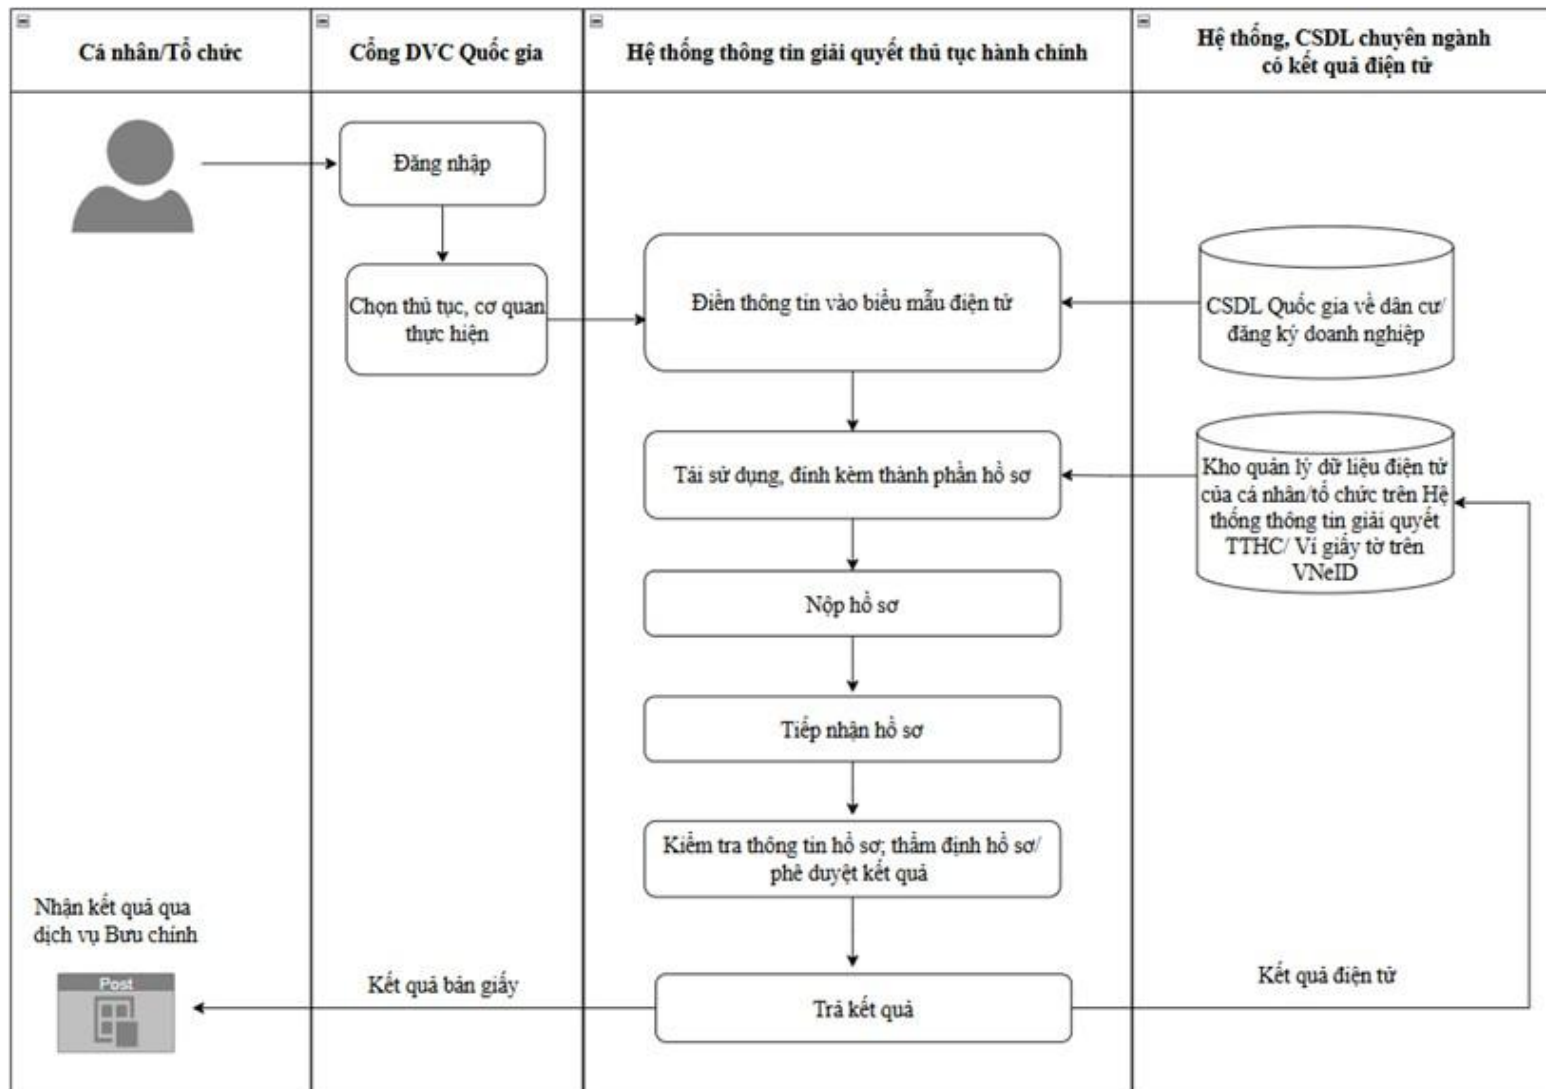 Cá nhân/Tổ chức
Cổng DVC Quốc gia
Hệ thống thông tin giải quyết thủ tục hành chính
Hệ thống, CSDL chuyên ngành
có kết quả điện tử
Đăng nhập
Chọn thủ tục, cơ quan
thực hiện
Điền thông tin vào biểu mẫu điện tử
CSDL Quốc gia về dân cư/
đăng ký doanh nghiệp
Tái sử dụng, đính kèm thành phần hồ sơ
Kho quản lý dữ liệu điện tử
của cá nhân/tổ chức trên Hệ
thống thông tin giải quyết
TTHC/ Ví giấy tờ trên
VNeID
Nộp hồ sơ
Tiếp nhận hồ sơ
Kiểm tra thông tin hồ sơ; thẩm định hồ sơ/
phê duyệt kết quả
Nhận kết quả qua
dịch vụ Bưu chính
Post
Kết quả bản giấy
Trả kết quả
Kết quả điện tử